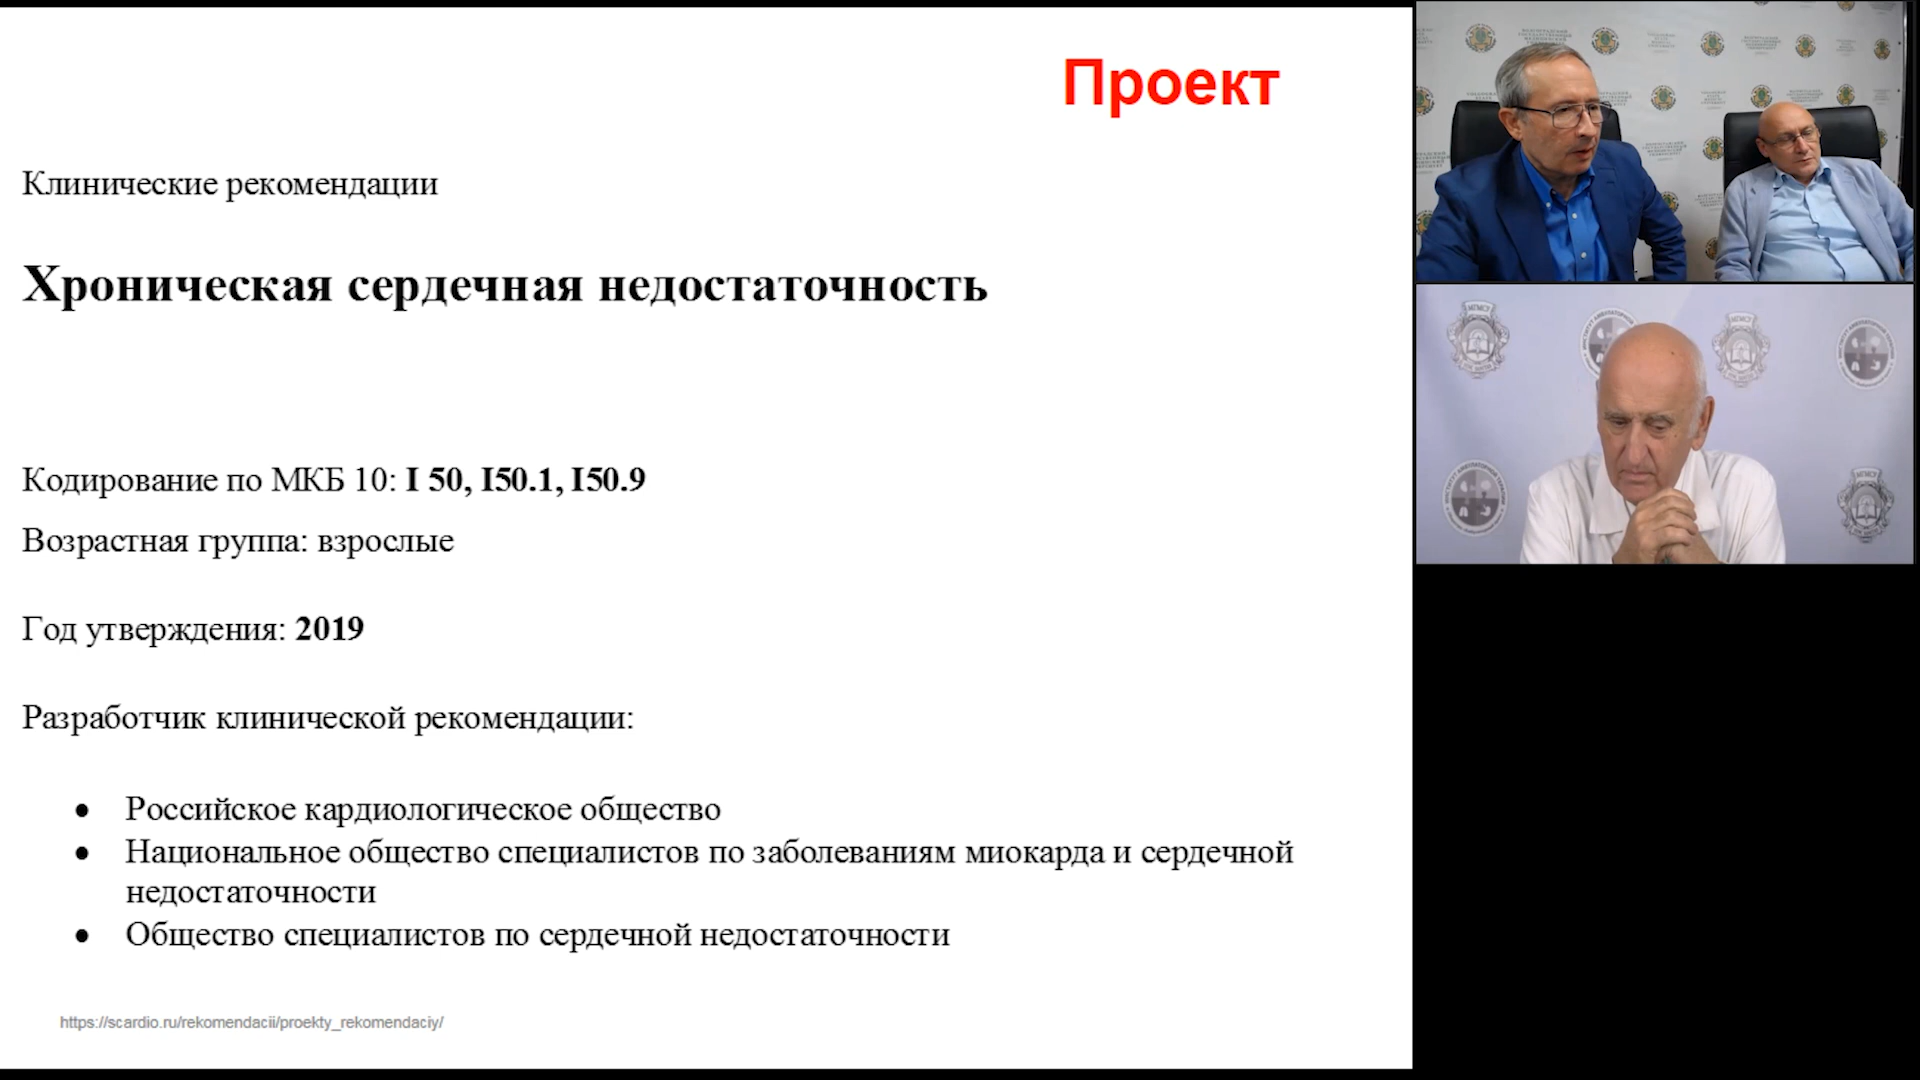 Проект
Клинические рекомендации
Хроническая сердечная недостаточность
Кодирование по МКБ 10: I 50, I50.1, I50.9
Возрастная группа: взрослые
Год утверждения: 2019
Разработчик клинической рекомендации:
• Российское кардиологическое общество
• Национальное общество специалистов по заболеваниям миокарда и сердечной
недостаточности
• Общество специалистов по сердечной недостаточности
https://scardio.ru/rekomendacii/proekty_rekomendaciy/